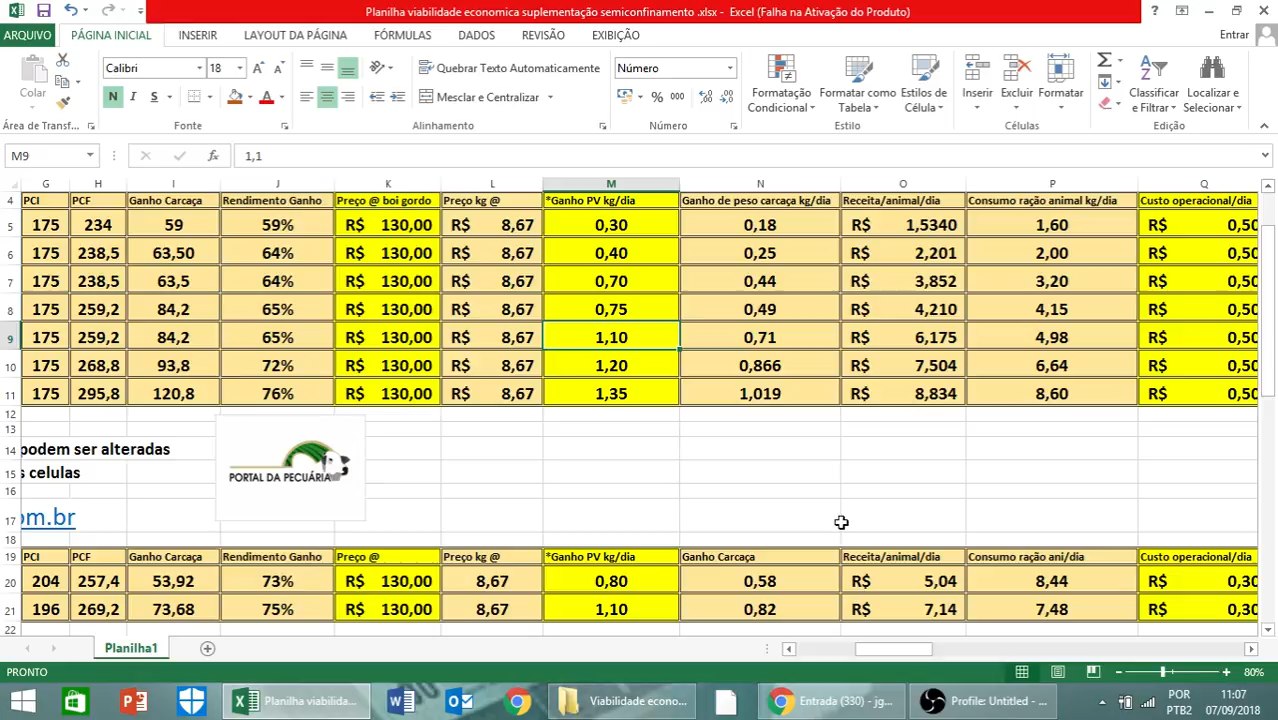 Planilha viabilidade economica suplementação semiconfinamento .xlsx - Excel (Falha na Ativação do Produto)
ARQUIVO PÁGINA INICIAL INSERIR LAYOUT DA PÁGINA FÓRMULAS DADOS REVISÃO EXIBIÇÃO Entrar
Colar Calibri 18 Quebrar Texto Automaticamente Número
N I S Mesclar e Centralizar % 000
Formatação Condicional Formatar como Tabela Estilos de Célula Inserir Excluir Formatar Classificar e Filtrar Localizar e Selecionar
Área de Transf... Fonte Alinhamento Número Estilo Células Edição
M9 1,1
G H I J K L M N O P Q
4 PCI PCF Ganho Carcaça Rendimento Ganho Preço @ boi gordo Preço kg @ *Ganho PV kg/dia Ganho de peso carcaça kg/dia Receita/animal/dia Consumo ração animal kg/dia Custo operacional/dia
5 175 234 59 59% R$ 130,00 R$ 8,67 0,30 0,18 R$ 1,5340 1,60 R$ 0,50
6 175 238,5 63,50 64% R$ 130,00 R$ 8,67 0,40 0,25 R$ 2,201 2,00 R$ 0,50
7 175 238,5 63,5 64% R$ 130,00 R$ 8,67 0,70 0,44 R$ 3,852 3,20 R$ 0,50
8 175 259,2 84,2 65% R$ 130,00 R$ 8,67 0,75 0,49 R$ 4,210 4,15 R$ 0,50
9 175 259,2 84,2 65% R$ 130,00 R$ 8,67 1,10 0,71 R$ 6,175 4,98 R$ 0,50
10 175 268,8 93,8 72% R$ 130,00 R$ 8,67 1,20 0,866 R$ 7,504 6,64 R$ 0,50
11 175 295,8 120,8 76% R$ 130,00 R$ 8,67 1,35 1,019 R$ 8,834 8,60 R$ 0,50
12
13
14 podem ser alteradas
15 s celulas
PORTAL DA PECUÁRIA
16
17 om.br
18
19 PCI PCF Ganho Carcaça Rendimento Ganho Preço @ Preço kg @ *Ganho PV kg/dia Ganho Carcaça Receita/animal/dia Consumo ração ani/dia Custo operacional/dia
20 204 257,4 53,92 73% R$ 130,00 8,67 0,80 0,58 R$ 5,04 8,44 R$ 0,30
21 196 269,2 73,68 75% R$ 130,00 8,67 1,10 0,82 R$ 7,14 7,48 R$ 0,30
22
Planilha1
PRONTO 80%
Planilha viabilida... Viabilidade econo... Entrada (330) - jg... Profile: Untitled - ... POR 11:07
PTB2 07/09/2018